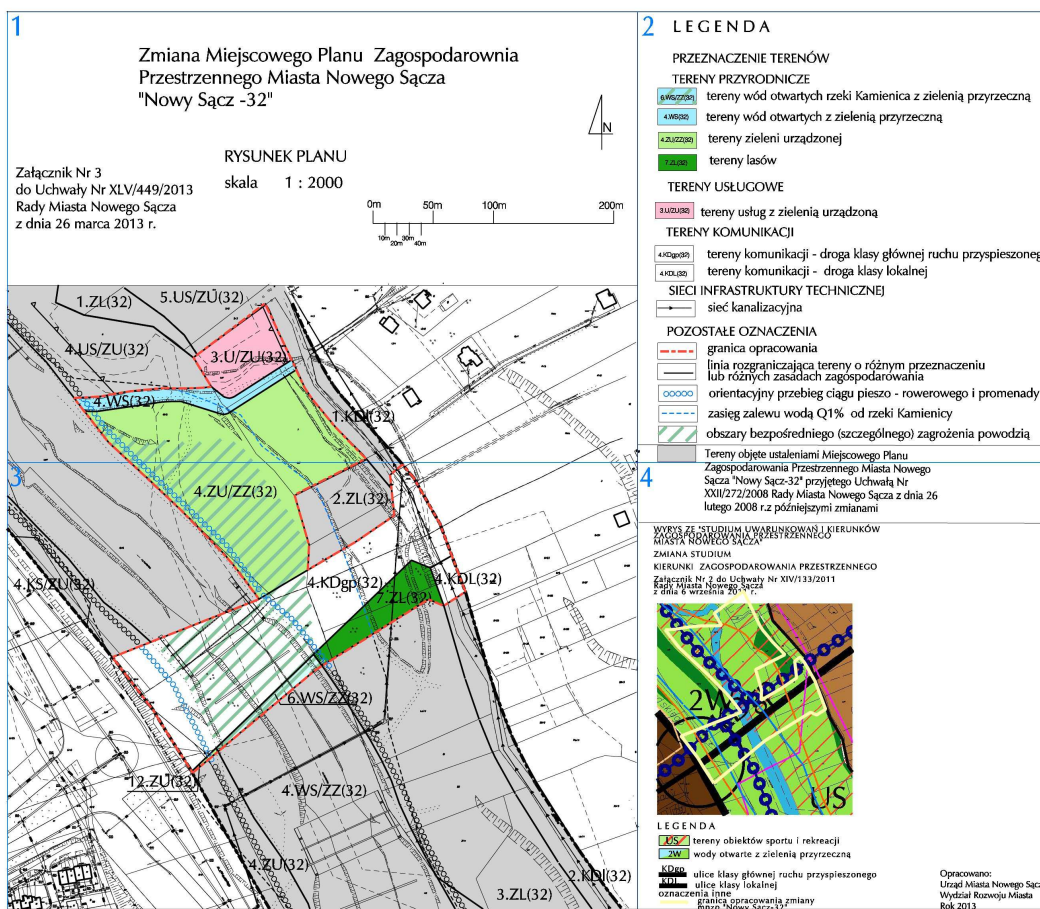 1
Zmiana Miejscowego Planu Zagospodarownia
Przestrzennego Miasta Nowego Sącza
"Nowy Sącz -32"
N
RYSUNEK PLANU
skala 1 : 2000
Załącznik Nr 3
do Uchwały Nr XLV/449/2013
Rady Miasta Nowego Sącza
z dnia 26 marca 2013 r.
0m 50m 100m 200m
10m 20m 30m 40m
1.ZL(32)
5.US/ZU(32)
4.US/ZU(32)
3.U/ZU(32)
4.WS(32)
1.KDl(32)
3
4.ZU/ZZ(32)
2.ZL(32)
4.KS/ZU(32)
4.KDgp(32)
4.KDL(32)
7.ZL(32)
6.WS/ZZ(32)
12.ZU(32)
4.WS/ZZ(32)
4.ZU(32)
3.ZL(32)
2.KDl(32)
2
LEGENDA
PRZEZNACZENIE TERENÓW
TERENY PRZYRODNICZE
6.WS/ZZ(32) tereny wód otwartych rzeki Kamienica z zielenią przyrzeczną
4.WS(32) tereny wód otwartych z zielenią przyrzeczną
4.ZU/ZZ(32) tereny zieleni urządzonej
7.ZL(32) tereny lasów
TERENY USŁUGOWE
3.U/ZU(32) tereny usług z zielenią urządzoną
TERENY KOMUNIKACJI
4.KDgp(32) tereny komunikacji - droga klasy głównej ruchu przyspieszoneg
4.KDL(32) tereny komunikacji - droga klasy lokalnej
SIECI INFRASTRUKTURY TECHNICZNEJ
sieć kanalizacyjna
POZOSTAŁE OZNACZENIA
granica opracowania
linia rozgraniczająca tereny o różnym przeznaczeniu
lub różnych zasadach zagospodarowania
orientacyjny przebieg ciągu pieszo - rowerowego i promenady
zasięg zalewu wodą Q1% od rzeki Kamienicy
obszary bezpośredniego (szczególnego) zagrożenia powodzią
Tereny objęte ustaleniami Miejscowego Planu
Zagospodarowania Przestrzennego Miasta Nowego
Sącza "Nowy Sącz-32" przyjętego Uchwałą Nr
XXII/272/2008 Rady Miasta Nowego Sącza z dnia 26
lutego 2008 r.z późniejszymi zmianami
4
WYRYS ZE "STUDIUM UWARUNKOWAŃ I KIERUNKÓW
ZAGOSPODAROWANIA PRZESTRZENNEGO
MIASTA NOWEGO SĄCZA"
ZMIANA STUDIUM
KIERUNKI ZAGOSPODAROWANIA PRZESTRZENNEGO
Załącznik Nr 2 do Uchwały Nr XIV/133/2011
Rady Miasta Nowego Sącza
z dnia 6 września 2011 r.
2W
US
LEGENDA
US tereny obiektów sportu i rekreacji
2W wody otwarte z zielenią przyrzeczną
KDgp ulice klasy głównej ruchu przyspieszonego
KDL ulice klasy lokalnej
oznaczenia inne
granica opracowania zmiany
mpzp "Nowy Sącz-32"
Opracowano:
Urząd Miasta Nowego Sącz
Wydział Rozwoju Miasta
Rok 2013